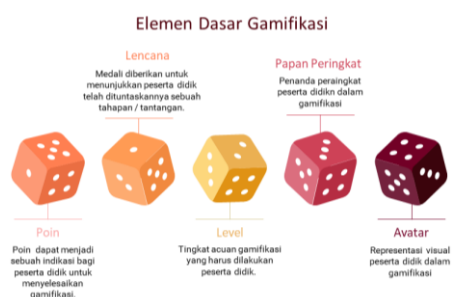 Elemen Dasar Gamifikasi
Lencana
Medali diberikan untuk
menunjukkan peserta didik
telah dituntaskannya sebuah
tahapan / tantangan.
Papan Peringkat
Penanda peraingkat
peserta didikn dalam
gamifikasi
Poin
Poin dapat menjadi
sebuah indikasi bagi
peserta didik untuk
menyelesaikan
gamifikasi.
Level
Tingkat acuan gamifikasi
yang harus dilakukan
peserta didik.
Avatar
Representasi visual
peserta didik dalam
gamifikasi